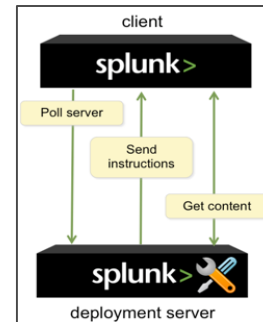 client
splunk>
Poll server
Send
instructions
Get content
splunk>
deployment server